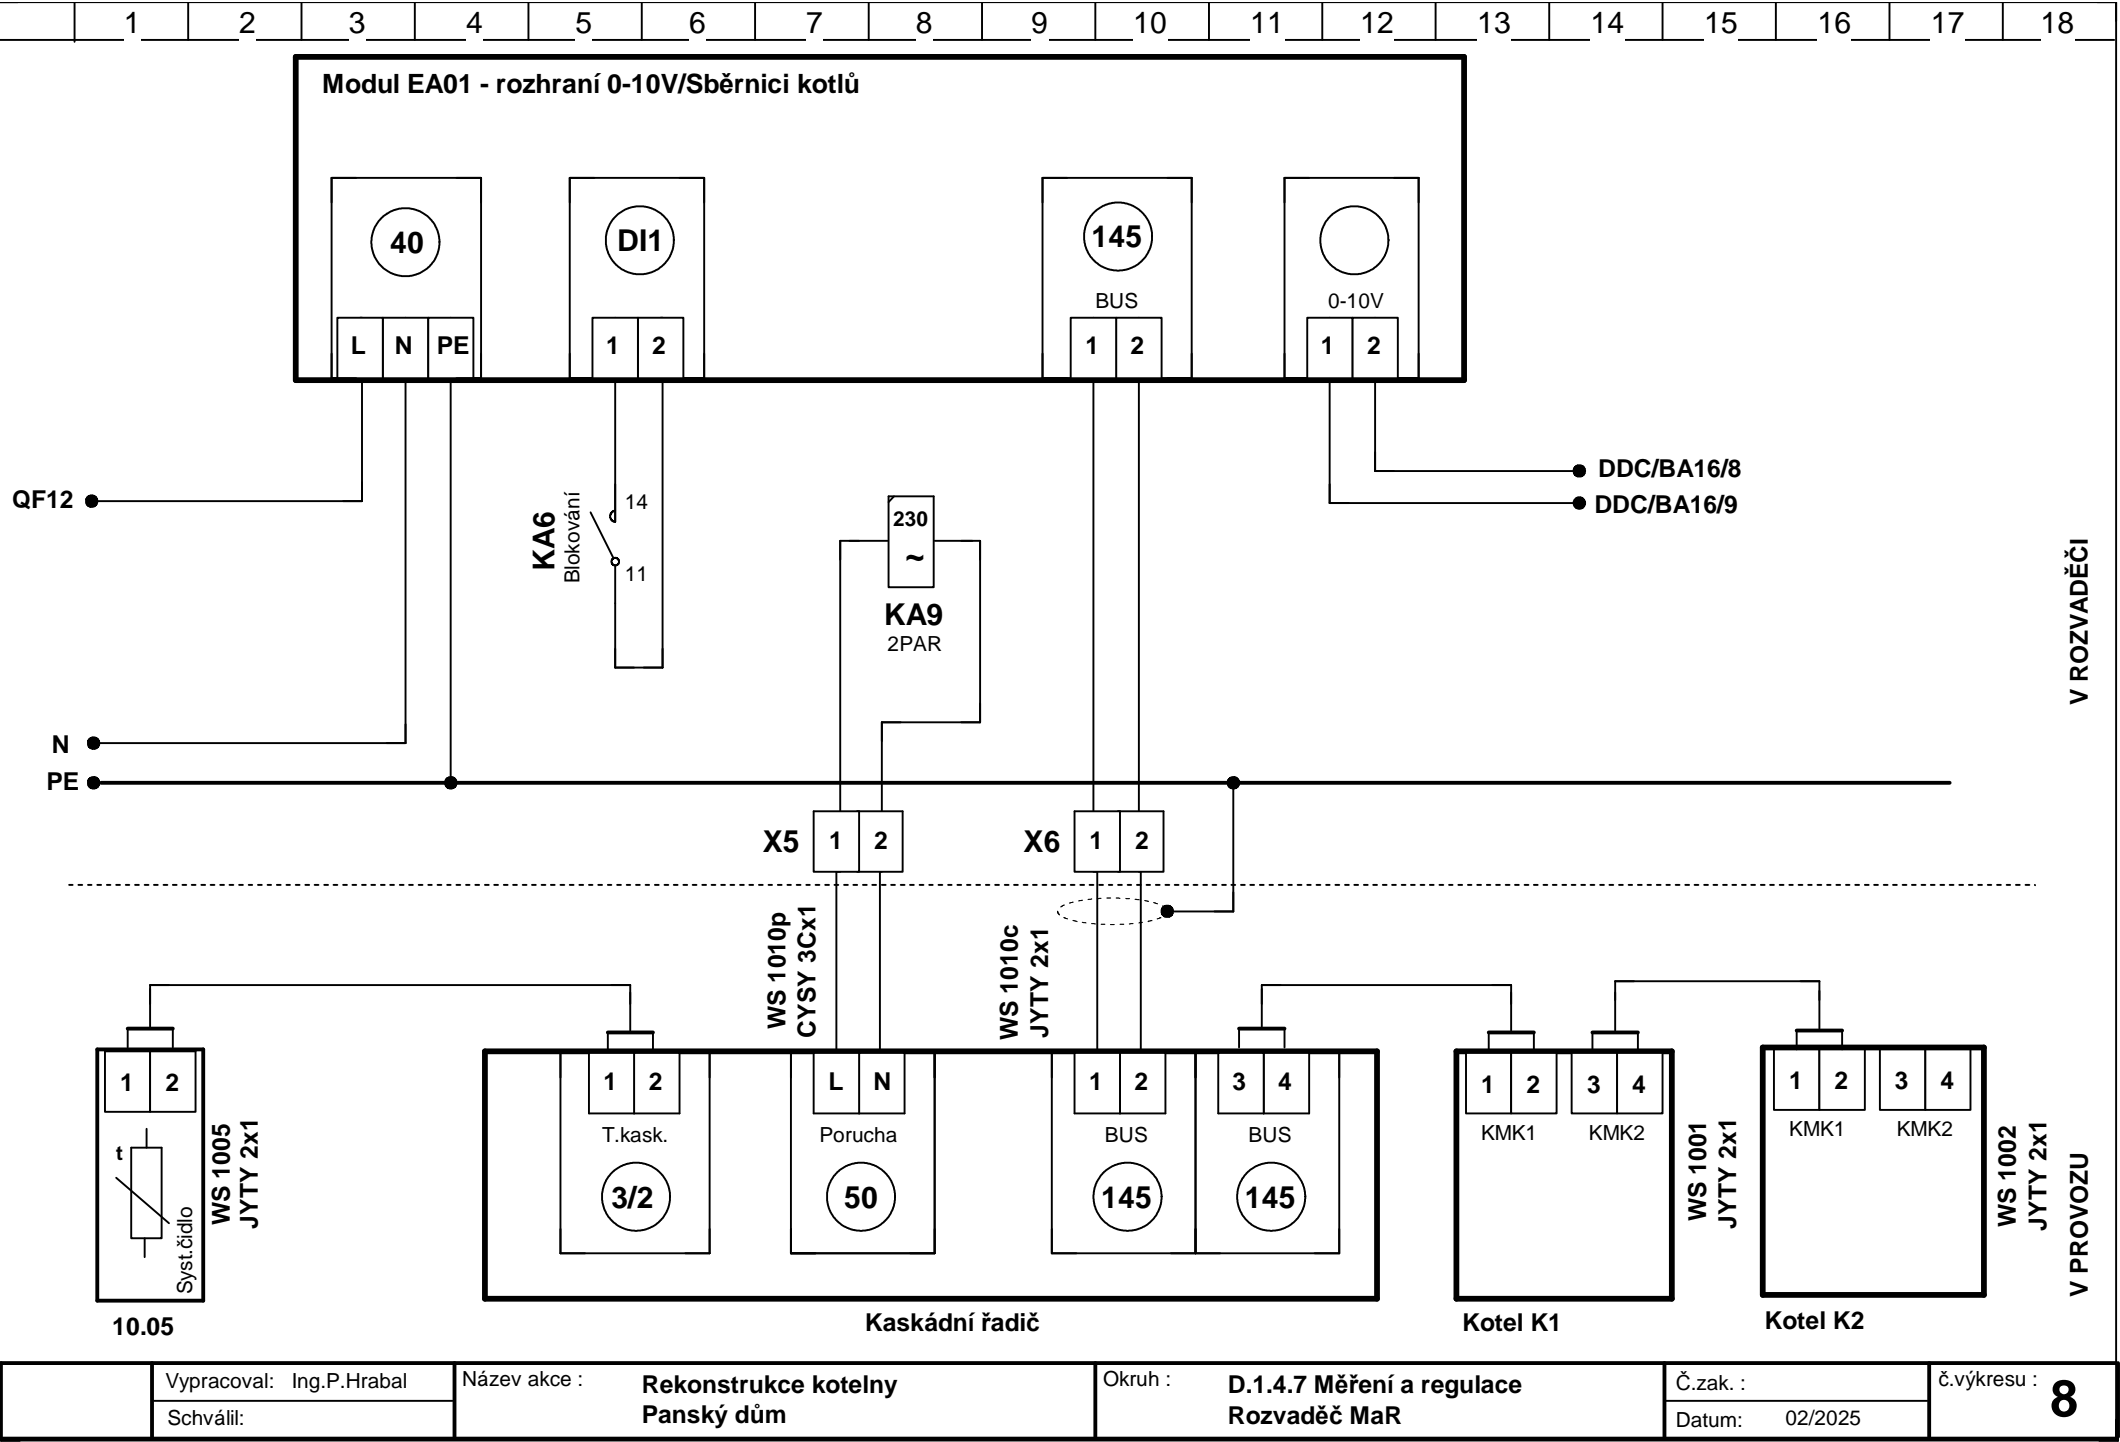 1 2 3 4 5 6 7 8 9 10 11 12 13 14 15 16 17 18
Modul EA01 - rozhraní 0-10V/Sběrnici kotlů
40
DI1
145
BUS
0-10V
L N PE
1 2
1 2
1 2
DDC/BA16/8
DDC/BA16/9
QF12
KA6
Blokování
14
11
230
~
KA9
2PAR
V ROZVADĚČI
N
PE
X5 1 2
X6 1 2
WS 1010p
CYSY 3Cx1
WS 1010c
JYTY 2x1
1 2
t
Syst.čidlo
WS 1005
JYTY 2x1
10.05
1 2
T.kask.
3/2
L N
Porucha
50
1 2
BUS
145
3 4
BUS
145
Kaskádní řadič
1 2
KMK1
3 4
KMK2
WS 1001
JYTY 2x1
Kotel K1
1 2
KMK1
3 4
KMK2
WS 1002
JYTY 2x1
Kotel K2
V PROVOZU
Vypracoval: Ing.P.Hrabal
Schválil:
Název akce :
Rekonstrukce kotelny
Panský dům
Okruh :
D.1.4.7 Měření a regulace
Rozvaděč MaR
Č.zak. :
Datum: 02/2025
č.výkresu : 8